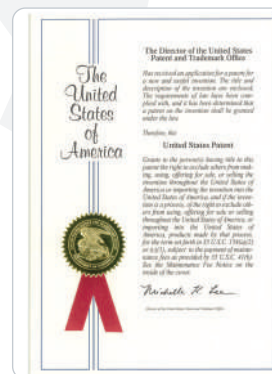 The
United
States
of
America
The Director of the United States
Patent and Trademark Office
Has received an application for a patent for
a new and useful invention. The title and
description of the invention are enclosed.
The requirements of law have been com-
plied with, and it has been determined that
a patent on the invention shall be granted
under the law.
Therefore, this
United States Patent
Grants to the person(s) having title to this
patent the right to exclude others from mak-
ing, using, offering for sale, or selling the
invention throughout the United States of
America or importing the invention into the
United States of America, and if the inven-
tion is a process, of the right to exclude oth-
ers from using, offering for sale or selling
throughout the United States of America, or
importing into the United States of
America, products made by that process,
for the term set forth in 35 U.S.C. 154(a)(2)
or (c)(1), subject to the payment of mainte-
nance fees as provided by 35 U.S.C. 41(b).
See the Maintenance Fee Notice on the
inside of the cover.
Michelle K. Lee